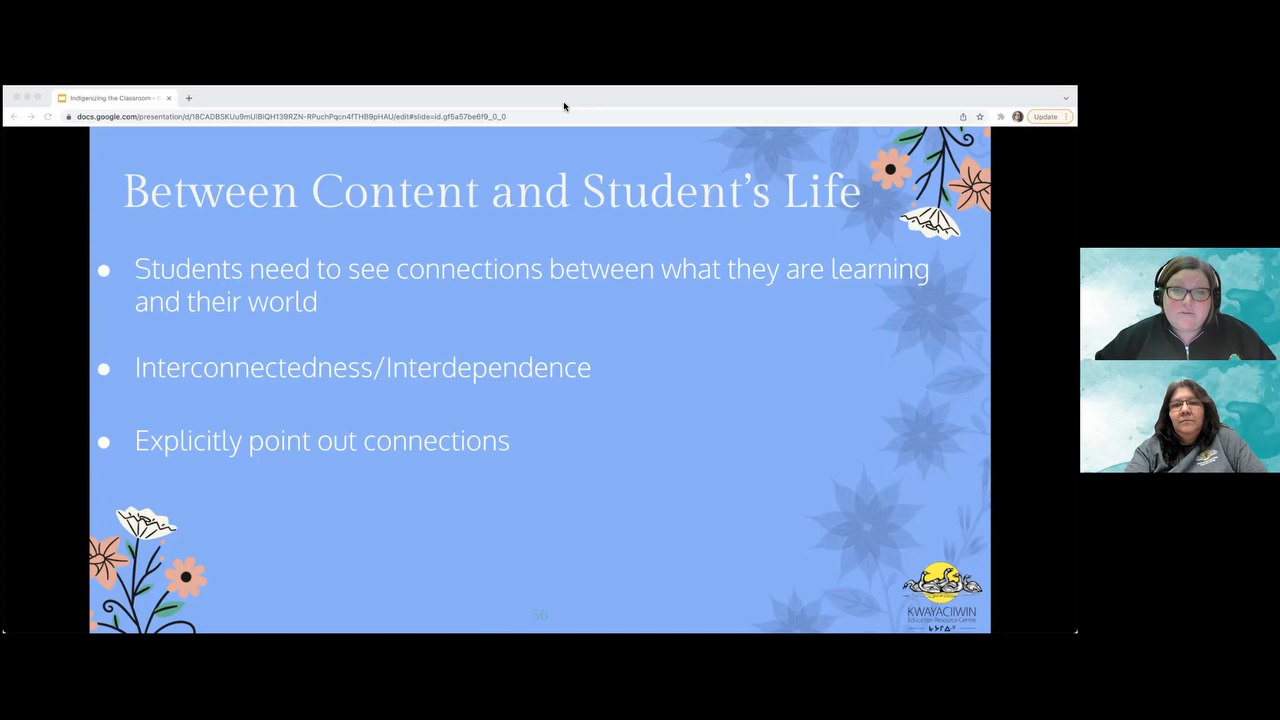 Indigenizing the Classroom -
docs.google.com/presentation/d/18CADBSKUu9mUiBIQH139RZN-RPuchPqcn4fTHB9pHAU/edit#slide=id.gf5a57be6f9_0_0
Update
Between Content and Student's Life
● Students need to see connections between what they are learning
and their world
● Interconnectedness/Interdependence
● Explicitly point out connections
56
KWAYACIIWIN
Education Resource Centre